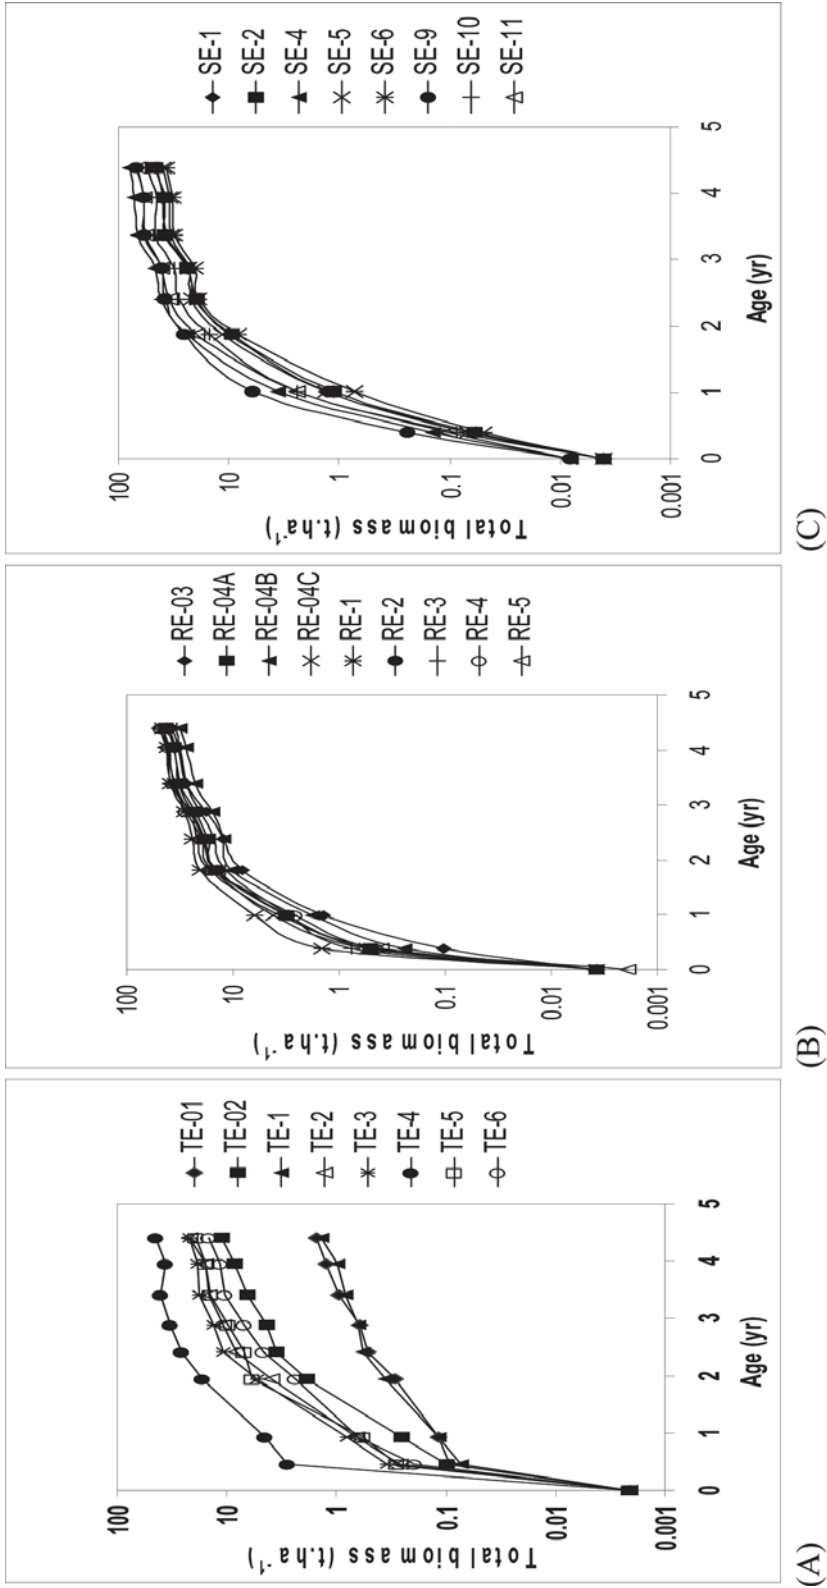 100
10
1
0.1
0.01
0.001
Total biomass (t.ha⁻¹)
0 1 2 3 4 5
Age (yr)
TE-01
TE-02
TE-1
TE-2
TE-3
TE-4
TE-5
TE-6
(A)
100
10
1
0.1
0.01
0.001
Total biomass (t.ha⁻¹)
0 1 2 3 4 5
Age (yr)
RE-03
RE-04A
RE-04B
RE-04C
RE-1
RE-2
RE-3
RE-4
RE-5
(B)
100
10
1
0.1
0.01
0.001
Total biomass (t.ha⁻¹)
0 1 2 3 4 5
Age (yr)
SE-1
SE-2
SE-4
SE-5
SE-6
SE-9
SE-10
SE-11
(C)